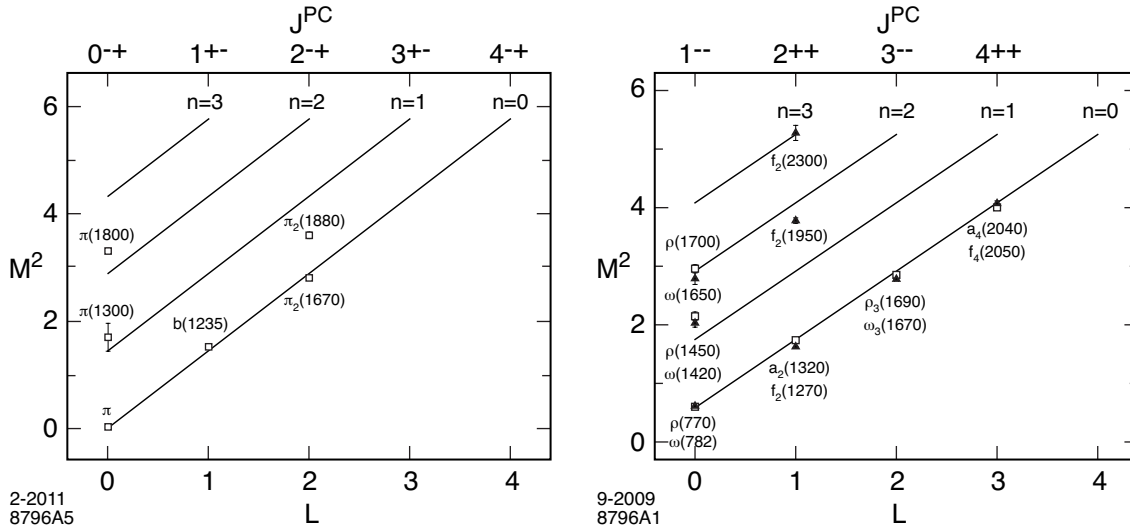 J^PC
0-+ 1+- 2-+ 3+- 4-+
6
4
2
0
M²
n=3 n=2 n=1 n=0
π(1800)
π₂(1880)
π(1300)
b(1235)
π₂(1670)
π
0 1 2 3 4
L
2-2011
8796A5
J^PC
1-- 2++ 3-- 4++
6
4
2
0
M²
n=3 n=2 n=1 n=0
f₂(2300)
ρ(1700)
f₂(1950)
a₄(2040)
f₄(2050)
ω(1650)
ρ₃(1690)
ω₃(1670)
ρ(1450)
ω(1420)
a₂(1320)
f₂(1270)
ρ(770)
ω(782)
0 1 2 3 4
L
9-2009
8796A1